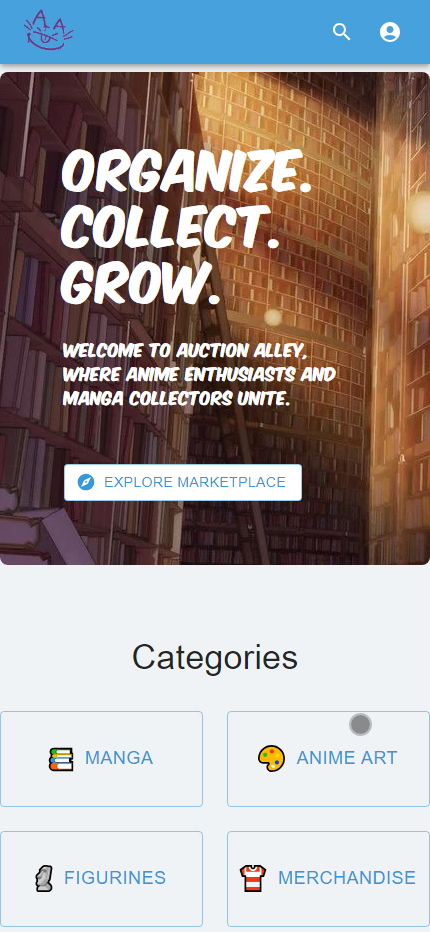 AA
ORGANIZE.
COLLECT.
GROW.
WELCOME TO AUCTION ALLEY,
WHERE ANIME ENTHUSIASTS AND
MANGA COLLECTORS UNITE.
EXPLORE MARKETPLACE
Categories
MANGA
ANIME ART
FIGURINES
MERCHANDISE